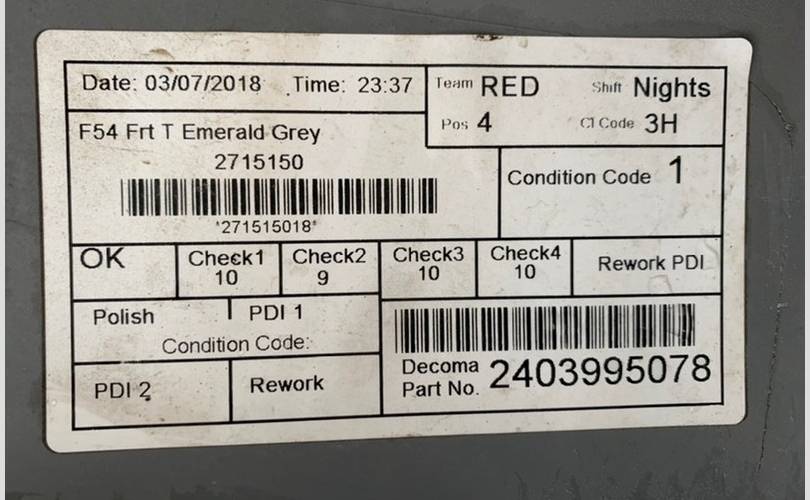 Date: 03/07/2018 Time: 23:37
Team RED Shift Nights
Pos 4 Cl Code 3H
F54 Frt T Emerald Grey
2715150
*271515018*
Condition Code 1
OK
Check1
10
Check2
9
Check3
10
Check4
10
Rework PDI
Polish
PDI 1
Condition Code:
PDI 2
Rework
Decoma
Part No. 2403995078